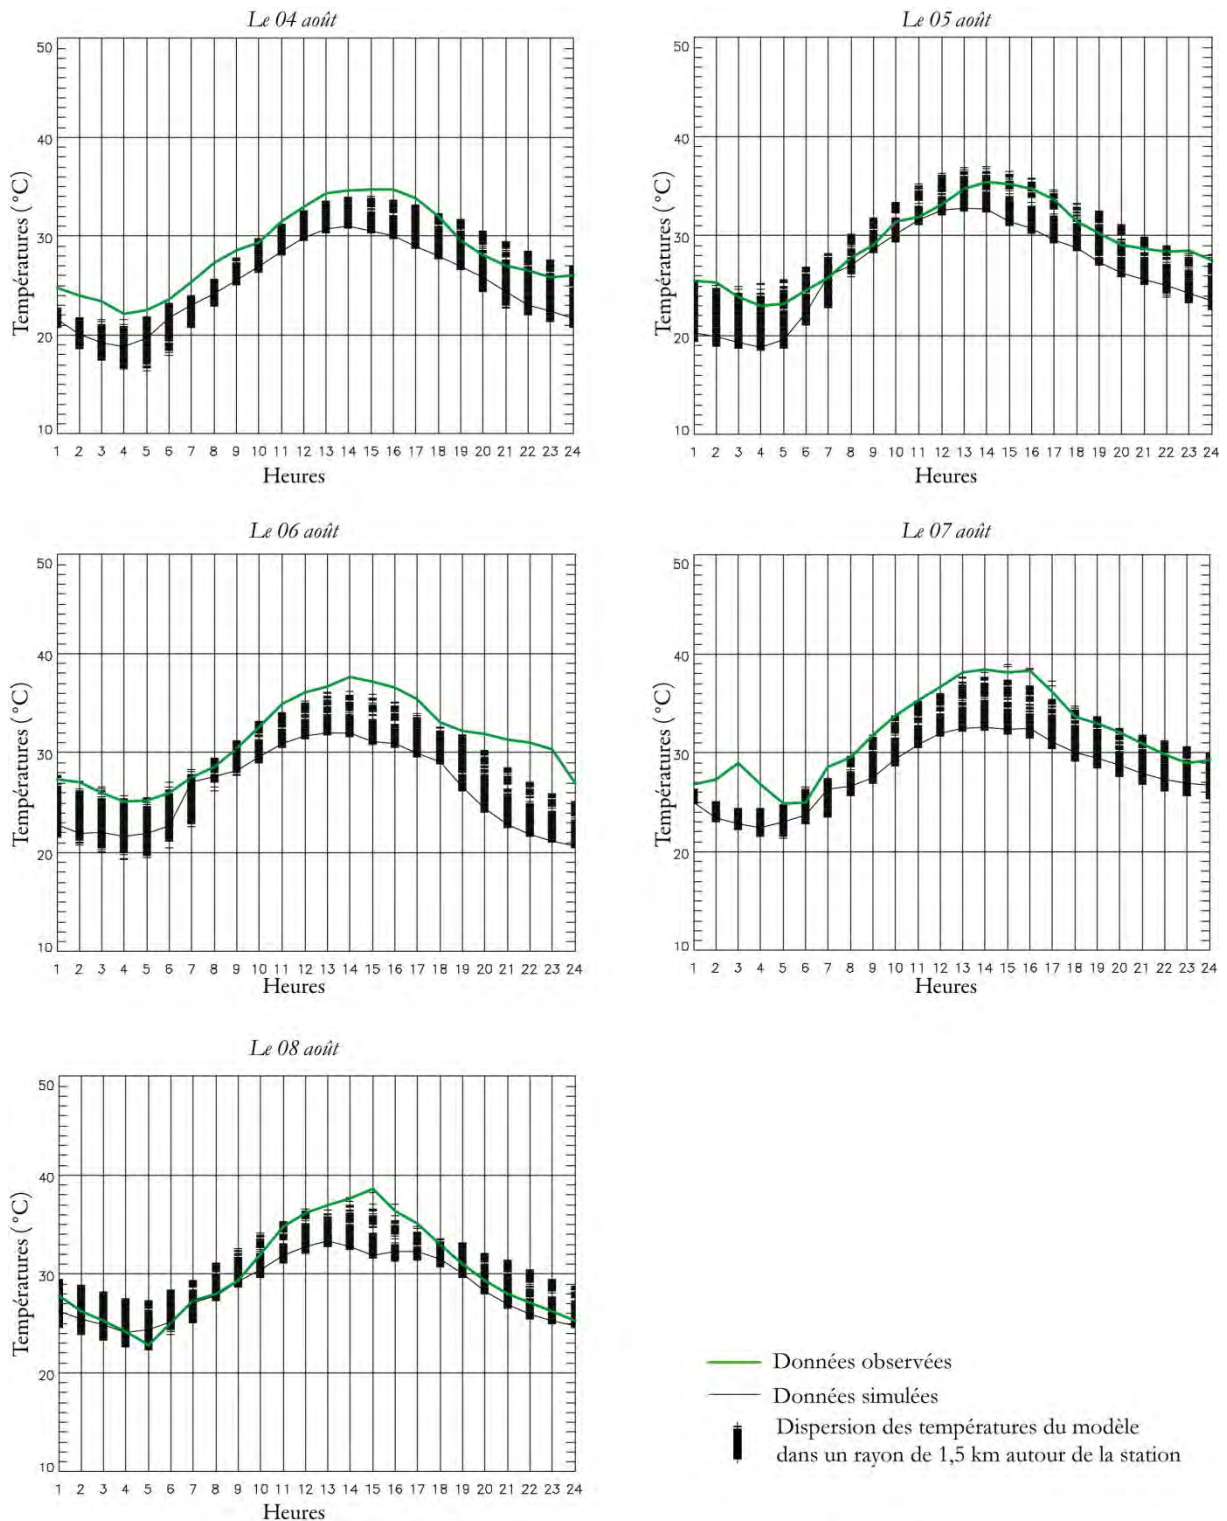 Le 04 août
50
40
30
20
10
Températures (°C)
1 2 3 4 5 6 7 8 9 10 11 12 13 14 15 16 17 18 19 20 21 22 23 24
Heures
Le 05 août
50
40
30
20
10
Températures (°C)
1 2 3 4 5 6 7 8 9 10 11 12 13 14 15 16 17 18 19 20 21 22 23 24
Heures
Le 06 août
50
40
30
20
10
Températures (°C)
1 2 3 4 5 6 7 8 9 10 11 12 13 14 15 16 17 18 19 20 21 22 23 24
Heures
Le 07 août
50
40
30
20
10
Températures (°C)
1 2 3 4 5 6 7 8 9 10 11 12 13 14 15 16 17 18 19 20 21 22 23 24
Heures
Le 08 août
50
40
30
20
10
Températures (°C)
1 2 3 4 5 6 7 8 9 10 11 12 13 14 15 16 17 18 19 20 21 22 23 24
Heures
Données observées
Données simulées
Dispersion des températures du modèle
dans un rayon de 1,5 km autour de la station